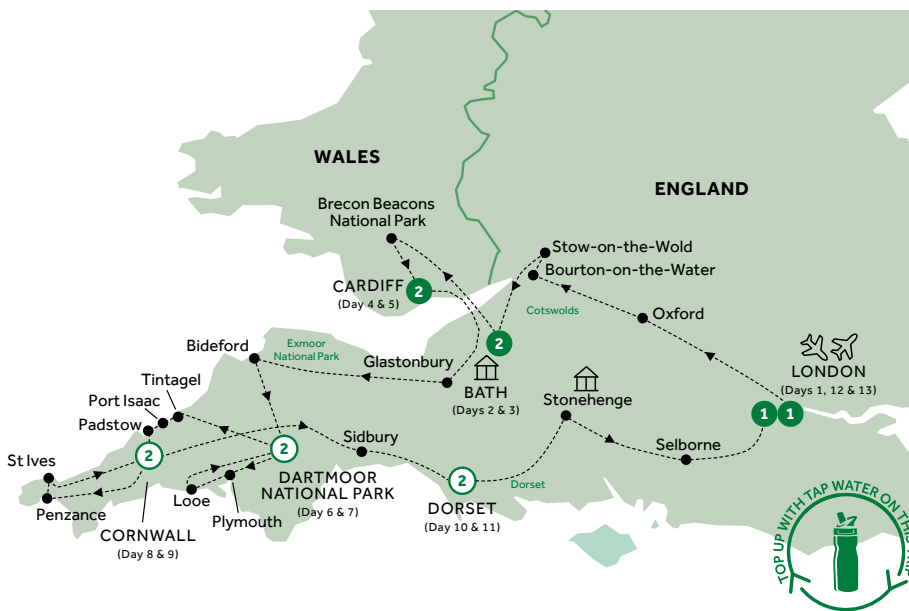 WALES
ENGLAND
Brecon Beacons
National Park
Stow-on-the-Wold
Bourton-on-the-Water
CARDIFF
(Day 4 & 5)
2
Cotswolds
Oxford
2
BATH
(Days 2 & 3)
LONDON
(Days 1, 12 & 13)
1
1
Bideford
Exmoor
National Park
Glastonbury
Tintagel
Port Isaac
Padstow
Stonehenge
Sidbury
Selborne
St Ives
2
2
2
Penzance
Looe
Plymouth
DARTMOOR
NATIONAL PARK
(Day 6 & 7)
CORNWALL
(Day 8 & 9)
DORSET
(Day 10 & 11)
Dorset
TOP UP WITH TAP WATER ON THIS TRIP